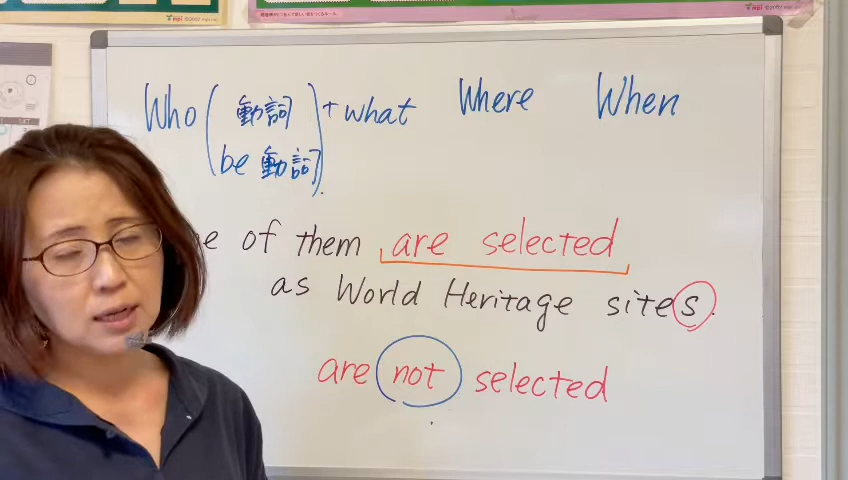 Who (動詞 be動詞) + what Where When
of them are selected
as World Heritage sites.
are not selected